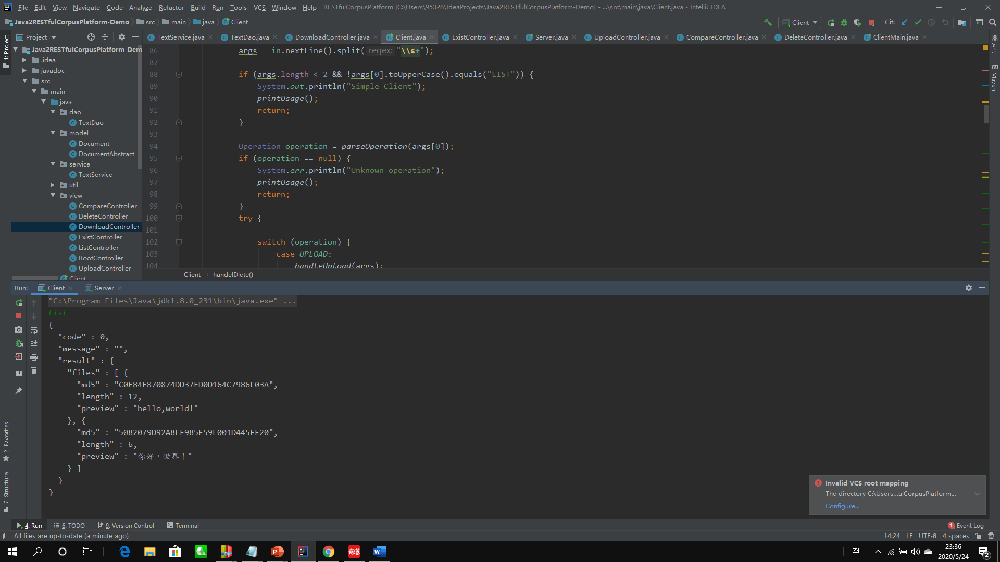 File Edit View Navigate Code Analyze Refactor Build Run Tools VCS Window Help RESTfulCorpusPlatform [C:\Users\95328\IdeaProjects\Java2RESTfulCorpusPlatform-Demo] - ...\src\main\java\Client.java - IntelliJ IDEA
Java2RESTfulCorpusPlatform-Demo src main java Client Client Git:
Project TextService.java TextDao.java DownloadController.java Client.java ExistController.java Server.java UploadController.java CompareController.java DeleteController.java ClientMain.java
1: Project
Ant
Maven
Java2RESTfulCorpusPlatform-Dem
.idea
javadoc
src
main
java
dao
TextDao
model
Document
DocumentAbstract
service
TextService
util
view
CompareController
DeleteController
DownloadController
ExistController
ListController
RootController
UploadController
Client
86 args = in.nextLine().split( regex: "\\s+");
87
88 if (args.length < 2 && !args[0].toUpperCase().equals("LIST")) {
89 System.out.println("Simple Client");
90 printUsage();
91 return;
92 }
93
94 Operation operation = parseOperation(args[0]);
95 if (operation == null) {
96 System.err.println("Unknown operation");
97 printUsage();
98 return;
99 }
100 try {
101
102 switch (operation) {
103 case UPLOAD:
104 handleUpload(args);
Client handelDlete()
Run: Client Server
"C:\Program Files\Java\jdk1.8.0_231\bin\java.exe" ...
list
{
"code" : 0,
"message" : "",
"result" : {
"files" : [ {
"md5" : "C0E84E870874DD37ED0D164C7986F03A",
"length" : 12,
"preview" : "hello,world!"
}, {
"md5" : "5082079D92A8EF985F59E001D445FF20",
"length" : 6,
"preview" : "你好，世界！"
} ]
}
}
2: Favorites
7: Structure
Invalid VCS root mapping
The directory C:\Users...ulCorpusPlatform-..
Configure...
4: Run 6: TODO 9: Version Control Terminal 1 Event Log
All files are up-to-date (a minute ago) 14:24 LF UTF-8 4 spaces
有道
EN
23:36
2020/5/24
2